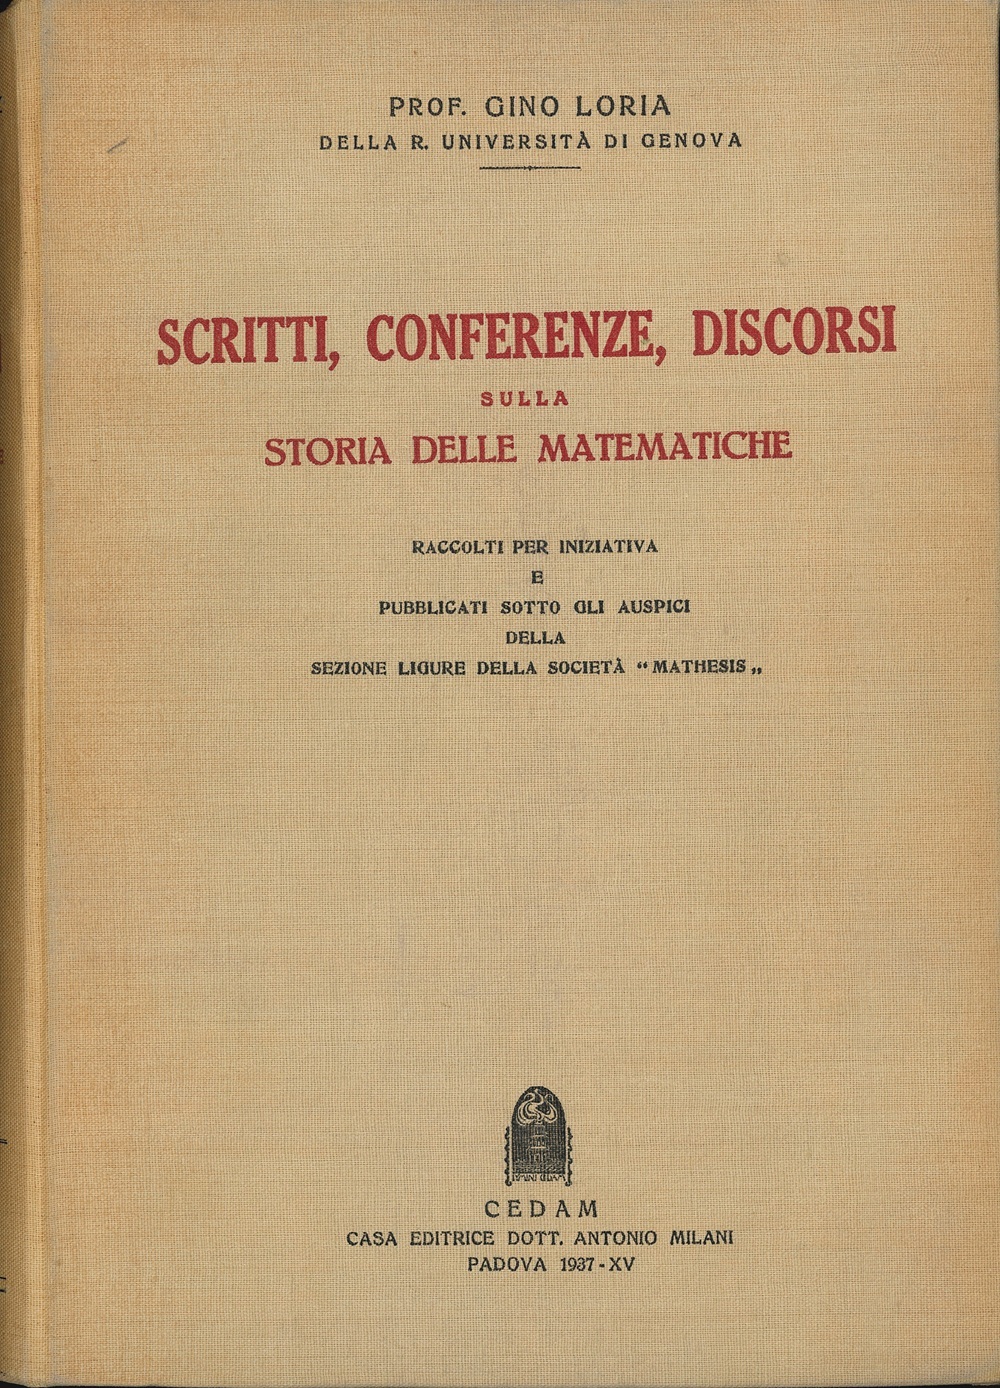 PROF. GINO LORIA
DELLA R. UNIVERSITÀ DI GENOVA
SCRITTI, CONFERENZE, DISCORSI
SULLA
STORIA DELLE MATEMATICHE
RACCOLTI PER INIZIATIVA
E
PUBBLICATI SOTTO GLI AUSPICI
DELLA
SEZIONE LIGURE DELLA SOCIETÀ “MATHESIS„
CEDAM
CASA EDITRICE DOTT. ANTONIO MILANI
PADOVA 1937-XV